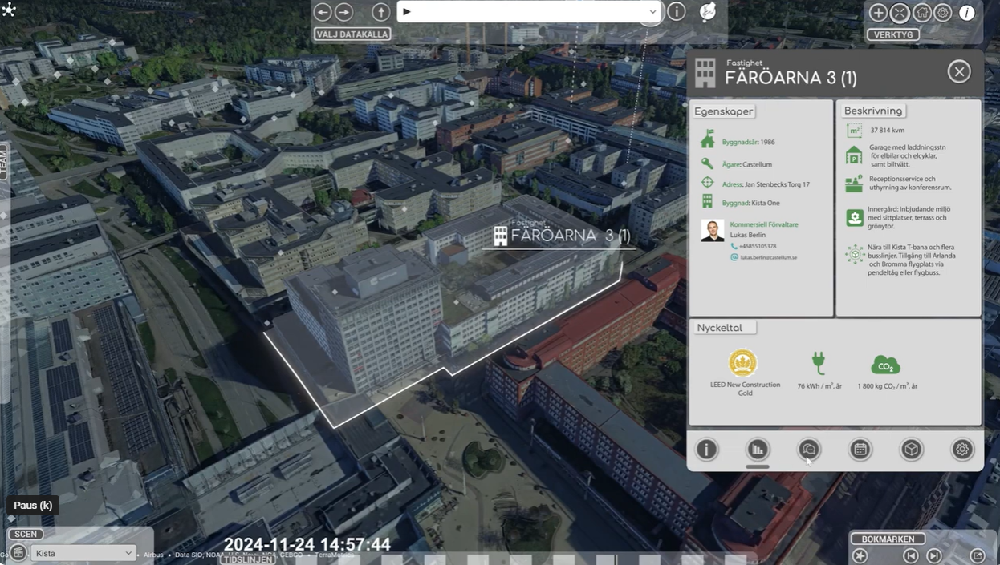 VÄLJ DATAKÄLLA
i
i
VERKTYG
TEAM
Fastighet
FÄRÖARNA 3 (1)
Fastighet
FÄRÖARNA 3 (1)
Egenskaper
Byggnadsår: 1986
Ägare: Castellum
Adress: Jan Stenbecks Torg 17
Byggnad: Kista One
Kommersiell Förvaltare
Lukas Berlin
+46855105378
lukas.berlin@castellum.se
Beskrivning
m²
37 814 kvm
P
Garage med laddningsstn
för elbilar och elcyklar,
samt biltvätt.
Receptionsservice och
uthyrning av konferensrum.
Innergård: Inbjudande miljö
med sittplatser, terrass och
grönytor.
Nära till Kista T-bana och flera
busslinjer. Tillgång till Arlanda
och Bromma flygplats via
pendeltåg eller flygbuss.
Nyckeltal
LEED New Construction
Gold
76 kWh / m², år
CO₂
1 800 kg CO₂ / m², år
i
Paus (k)
SCEN
Kista
Go
• Airbus • Data SIO, NOAA, U.S. Navy, NGA, GEBCO • TerraMetrics
2024-11-24 14:57:44
TIDSLINJEN
BOKMÄRKEN